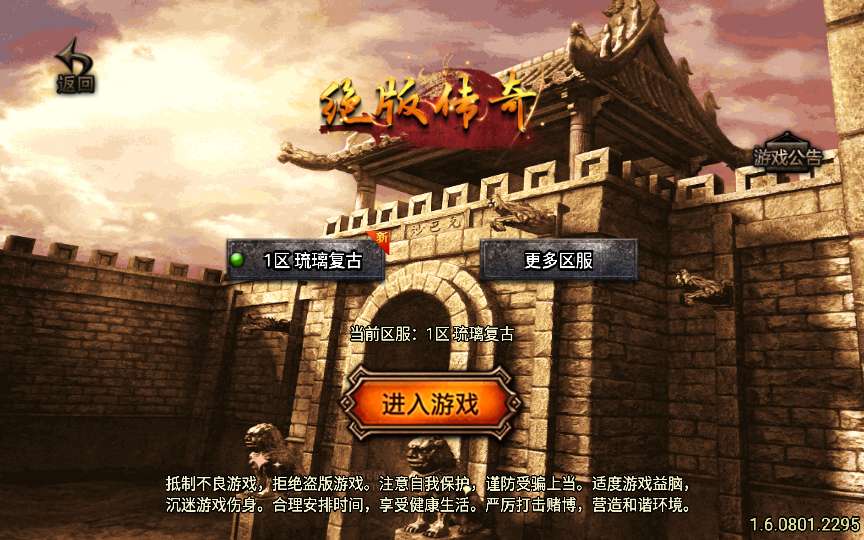 返回
绝版传奇
游戏公告
沙巴克
1区 琉璃复古
新
更多区服
当前区服：1区 琉璃复古
进入游戏
抵制不良游戏，拒绝盗版游戏。注意自我保护，谨防受骗上当。适度游戏益脑，
沉迷游戏伤身。合理安排时间，享受健康生活。严厉打击赌博，营造和谐环境。
1.6.0801.2295